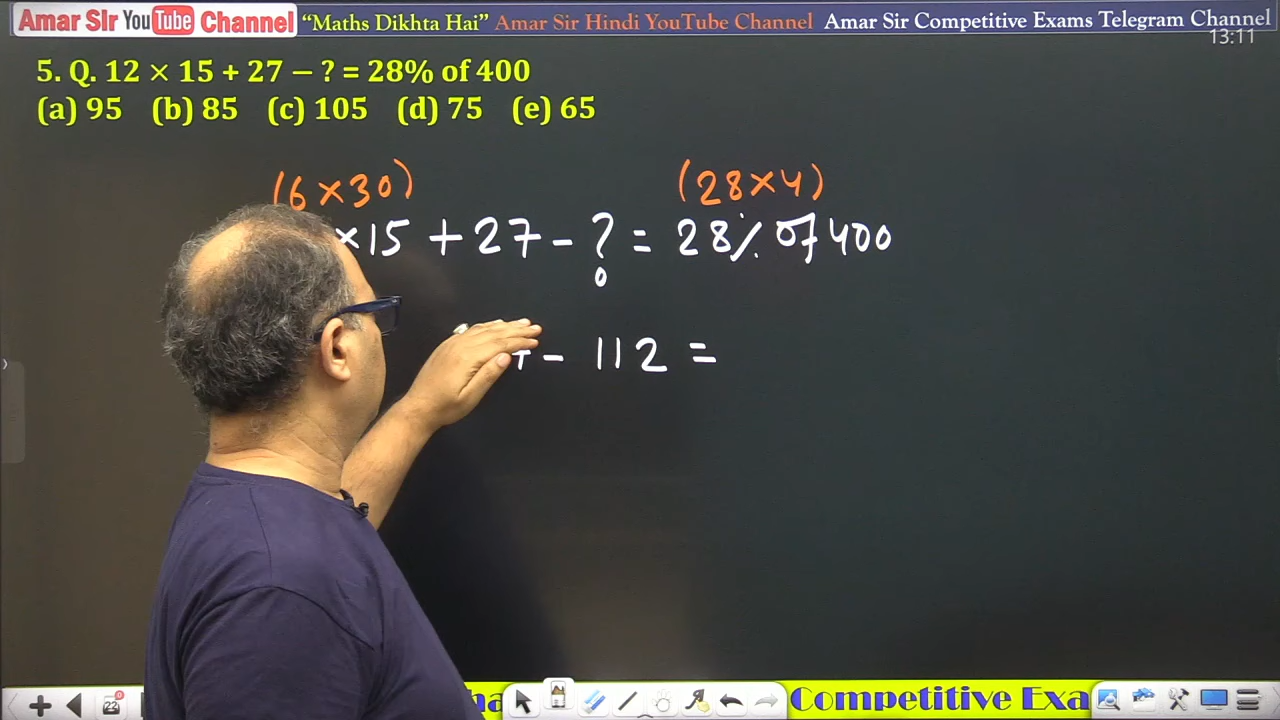 Amar Sir YouTube Channel "Maths Dikhta Hai" Amar Sir Hindi YouTube Channel Amar Sir Competitive Exams Telegram Channel
13:11
5. Q. 12 × 15 + 27 − ? = 28% of 400
(a) 95 (b) 85 (c) 105 (d) 75 (e) 65
(6×30) (28×4)
×15 + 27 − ? = 28% of 400
− 112 =
22 Competitive Exa